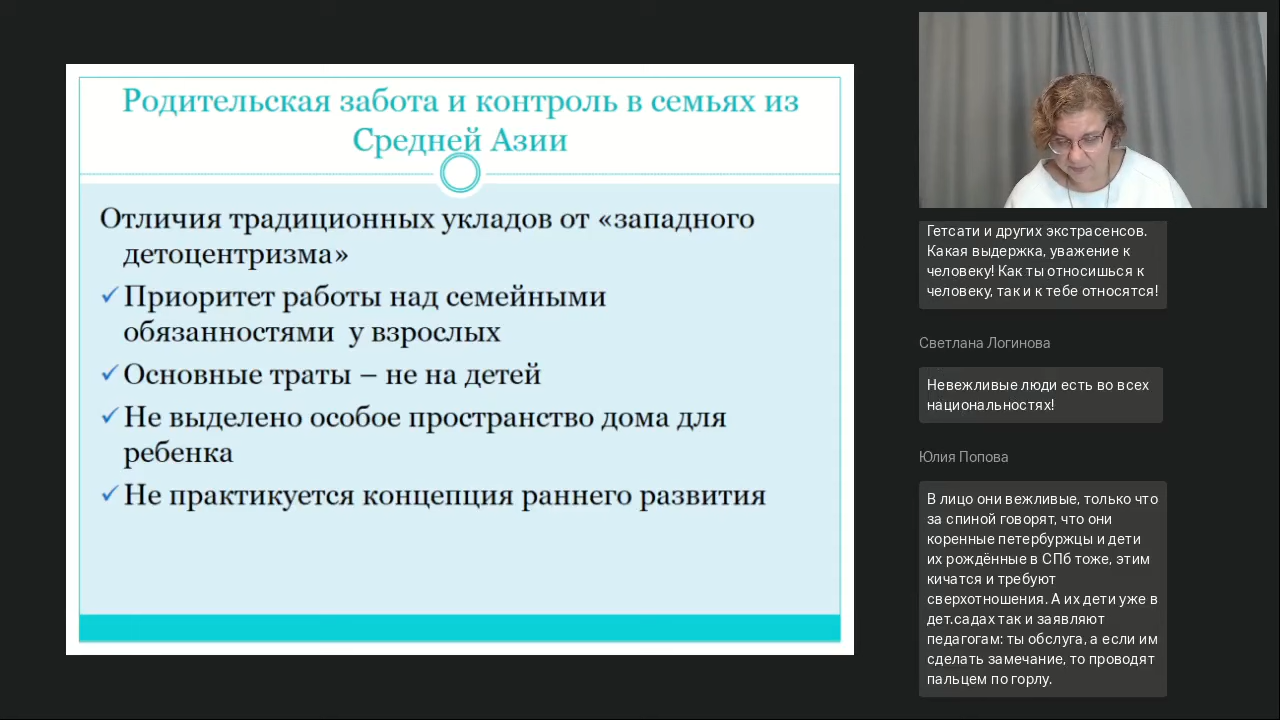 Родительская забота и контроль в семьях из
Средней Азии
Отличия традиционных укладов от «западного
детоцентризма»
Приоритет работы над семейными
обязанностями у взрослых
Основные траты – не на детей
Не выделено особое пространство дома для
ребенка
Не практикуется концепция раннего развития
Гетсати и других экстрасенсов.
Какая выдержка, уважение к
человеку! Как ты относишься к
человеку, так и к тебе относятся!
Светлана Логинова
Невежливые люди есть во всех
национальностях!
Юлия Попова
В лицо они вежливые, только что
за спиной говорят, что они
коренные петербуржцы и дети
их рождённые в СПб тоже, этим
кичатся и требуют
сверхотношения. А их дети уже в
дет.садах так и заявляют
педагогам: ты обслуга, а если им
сделать замечание, то проводят
пальцем по горлу.